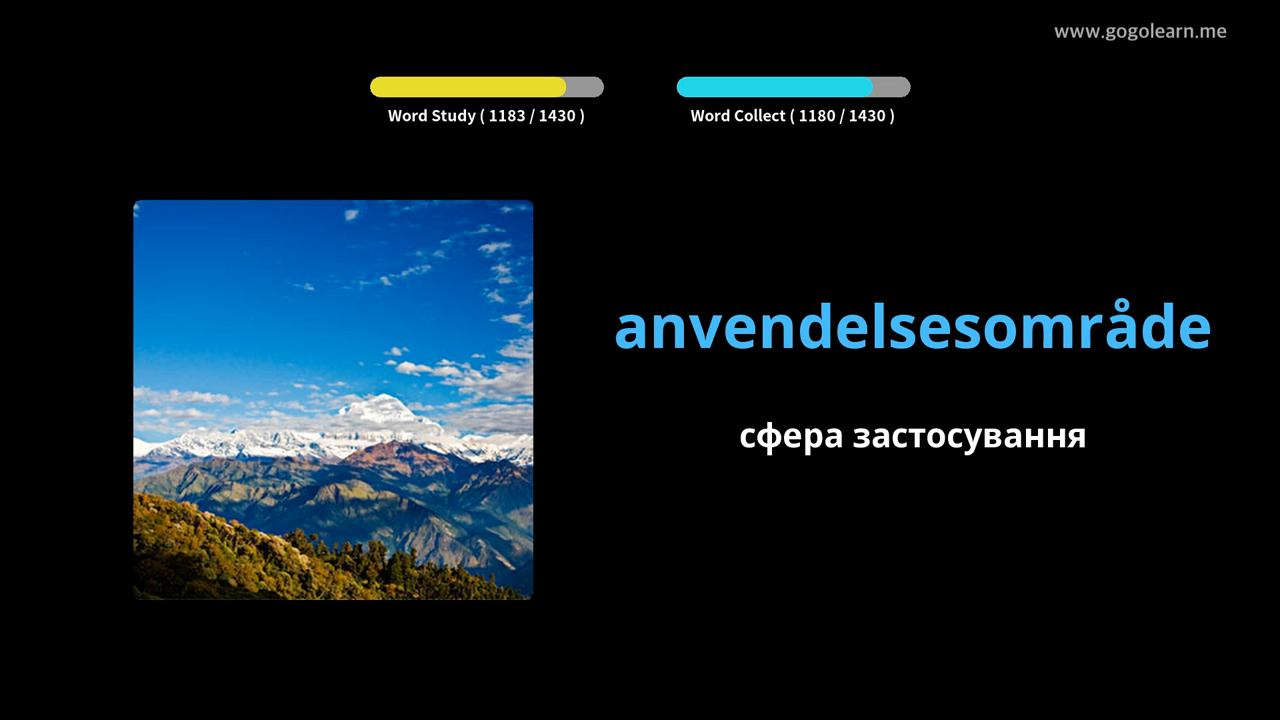 www.gogolearn.me
Word Study ( 1183 / 1430 )
Word Collect ( 1180 / 1430 )
anvendelsesområde
сфера застосування